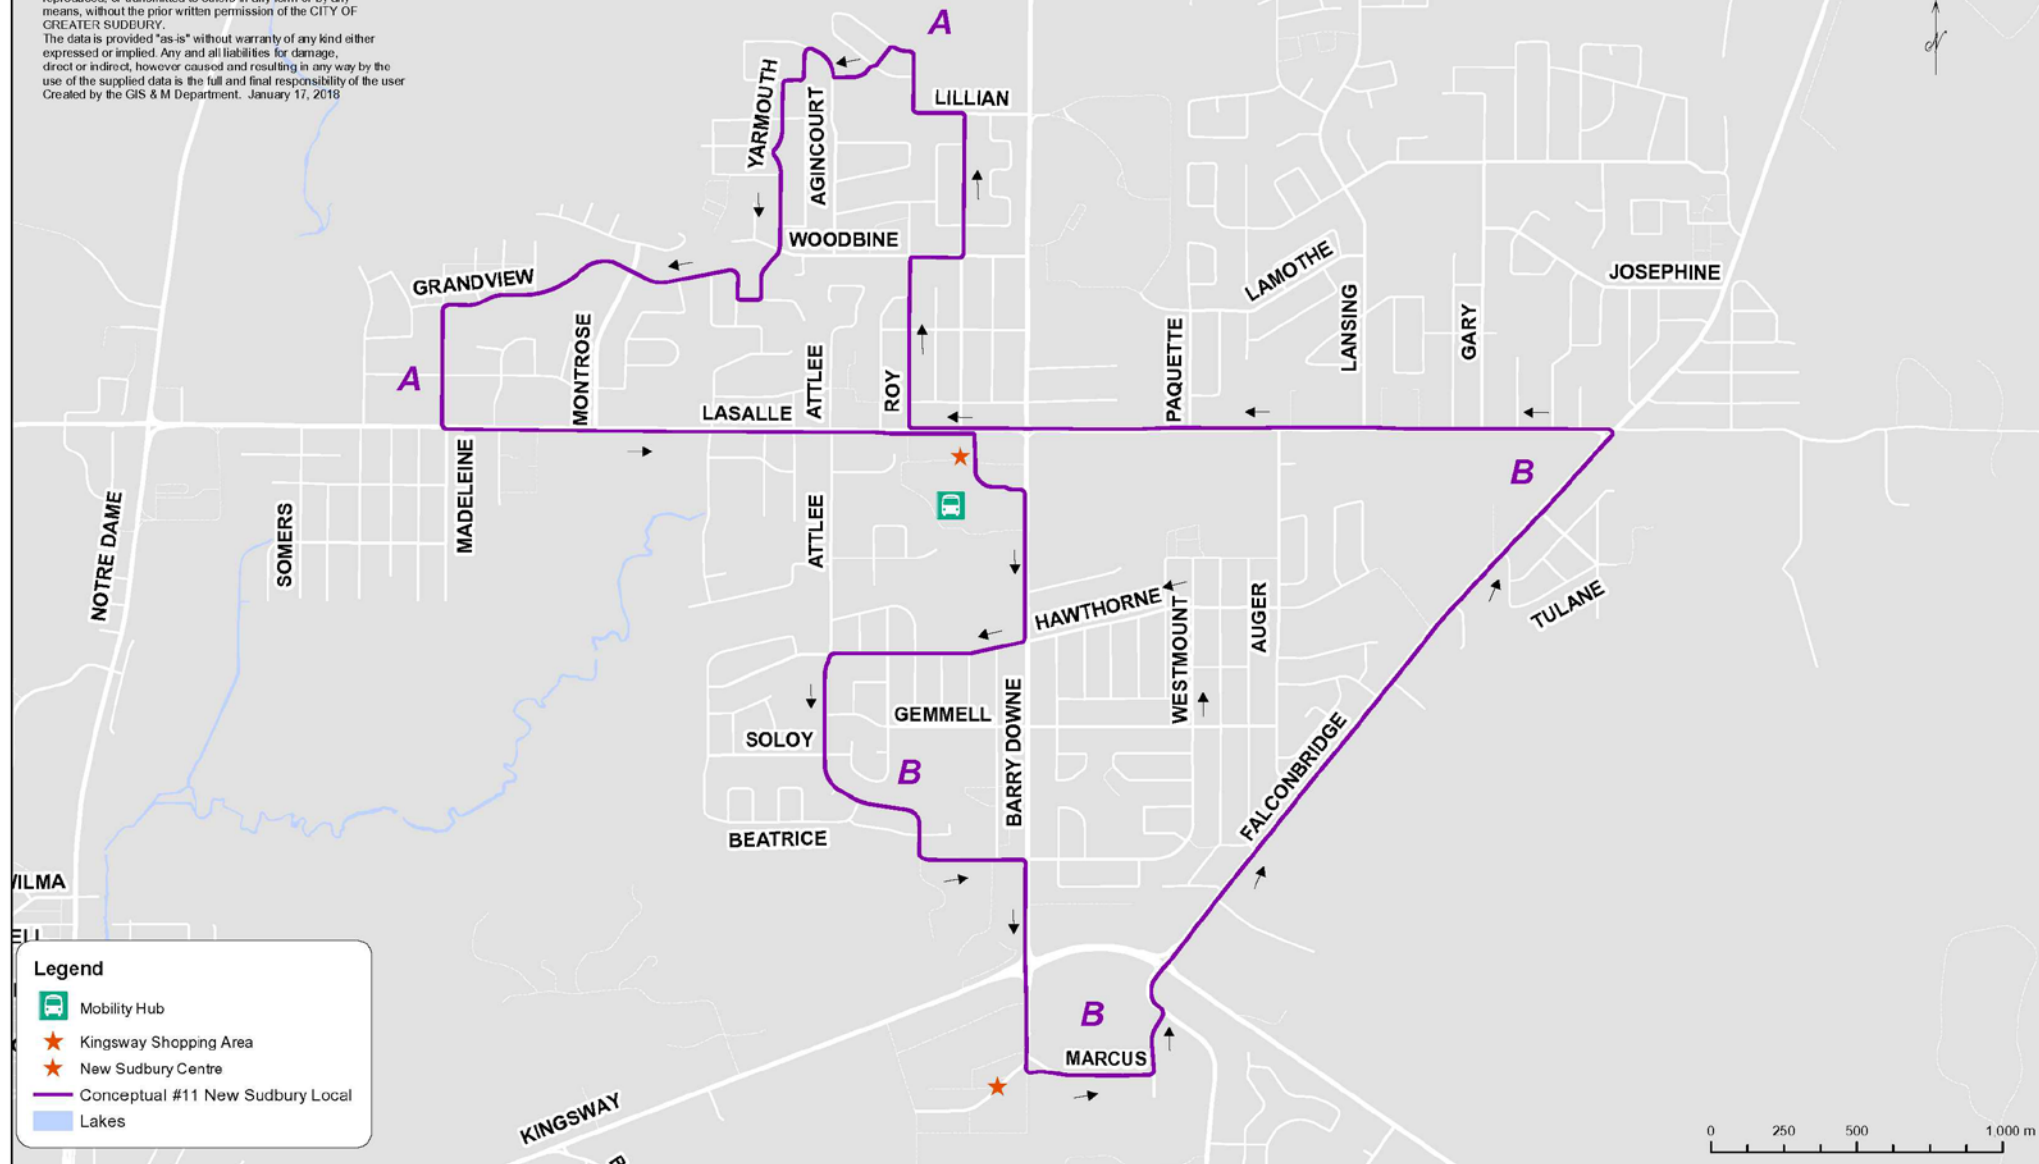 means, without the prior written permission of the CITY OF
GREATER SUDBURY.
The data is provided "as-is" without warranty of any kind either
expressed or implied. Any and all liabilities for damage,
direct or indirect, however caused and resulting in any way by the
use of the supplied data is the full and final responsibility of the user
Created by the GIS & M Department. January 17, 2018
A
N
YARMOUTH
AGINCOURT
LILLIAN
WOODBINE
GRANDVIEW
LAMOTHE
JOSEPHINE
A
MONTROSE
ATTLEE
ROY
PAQUETTE
LANSING
GARY
LASALLE
B
NOTRE DAME
SOMERS
MADELEINE
ATTLEE
HAWTHORNE
WESTMOUNT
AUGER
TULANE
GEMMELL
SOLOY
BARRY DOWNE
B
FALCONBRIDGE
BEATRICE
B
MARCUS
KINGSWAY
Legend
Mobility Hub
Kingsway Shopping Area
New Sudbury Centre
Conceptual #11 New Sudbury Local
Lakes
0 250 500 1,000 m